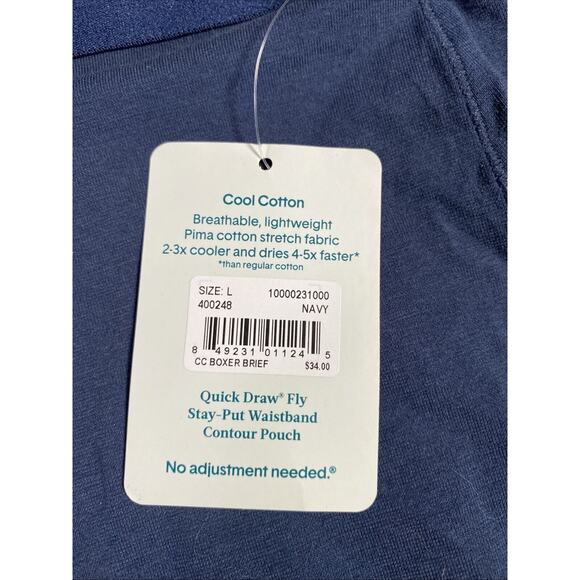 Cool Cotton
Breathable, lightweight
Pima cotton stretch fabric
2-3x cooler and dries 4-5x faster*
*than regular cotton
SIZE: L 10000231000
400248 NAVY
8 49231 01124 5
CC BOXER BRIEF $34.00
Quick Draw® Fly
Stay-Put Waistband
Contour Pouch
No adjustment needed.®